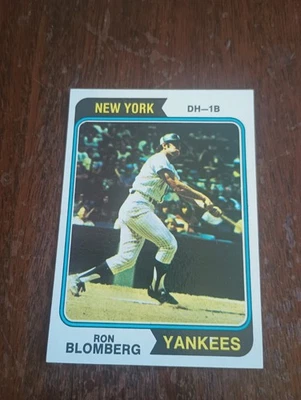 NEW YORK DH—1B
RON
BLOMBERG YANKEES